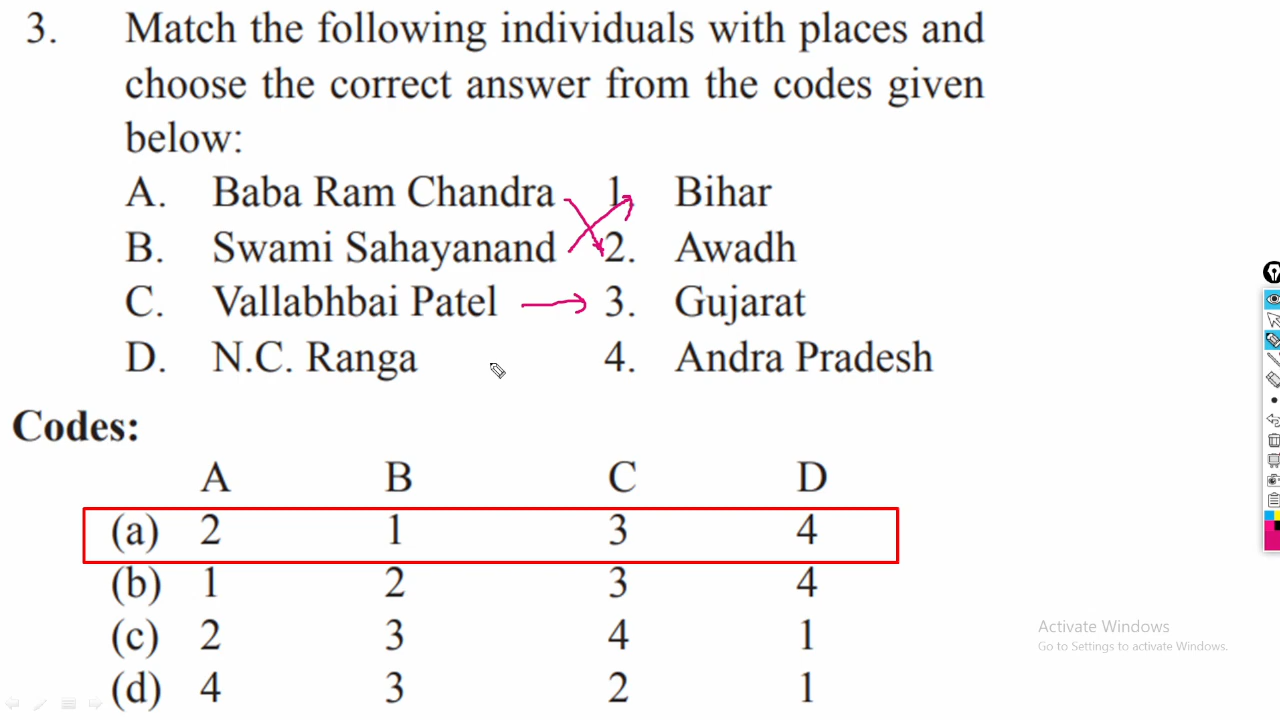 3. Match the following individuals with places and
choose the correct answer from the codes given
below:
A. Baba Ram Chandra 1. Bihar
B. Swami Sahayanand 2. Awadh
C. Vallabhbai Patel 3. Gujarat
D. N.C. Ranga 4. Andra Pradesh
Codes:
A B C D
(a) 2 1 3 4
(b) 1 2 3 4
(c) 2 3 4 1
(d) 4 3 2 1
Activate Windows
Go to Settings to activate Windows.